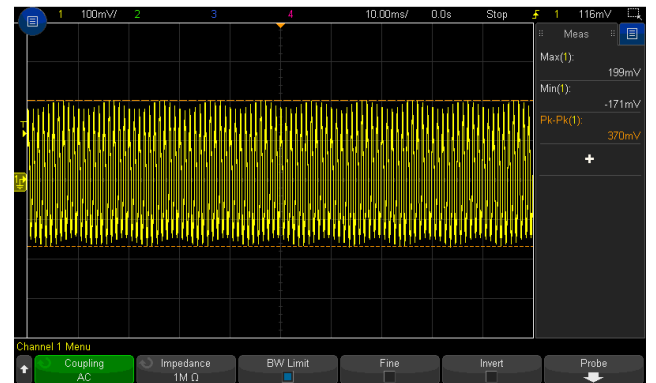 1 100mV/ 2 3 4 10.00ms/ 0.0s Stop 1 116mV
Meas
Max(1):
199mV
Min(1):
-171mV
Pk-Pk(1):
370mV
+
T
1
Channel 1 Menu
Coupling Impedance BW Limit Fine Invert Probe
AC 1M Ω